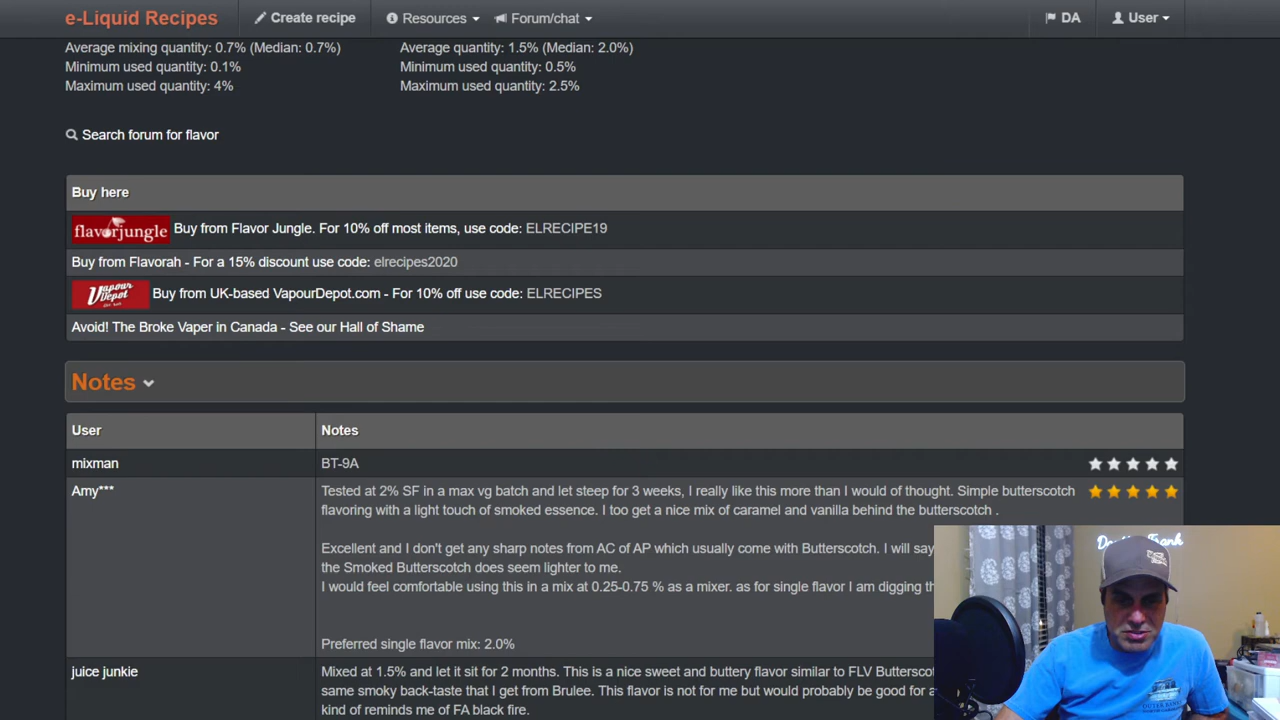 e-Liquid Recipes Create recipe Resources Forum/chat DA User
Average mixing quantity: 0.7% (Median: 0.7%) Average quantity: 1.5% (Median: 2.0%)
Minimum used quantity: 0.1% Minimum used quantity: 0.5%
Maximum used quantity: 4% Maximum used quantity: 2.5%
Search forum for flavor
Buy here
flavorjungle Buy from Flavor Jungle. For 10% off most items, use code: ELRECIPE19
Buy from Flavorah - For a 15% discount use code: elrecipes2020
Vapour Depot Buy from UK-based VapourDepot.com - For 10% off use code: ELRECIPES
Avoid! The Broke Vaper in Canada - See our Hall of Shame
Notes
User Notes
mixman BT-9A
Amy*** Tested at 2% SF in a max vg batch and let steep for 3 weeks, I really like this more than I would of thought. Simple butterscotch
flavoring with a light touch of smoked essence. I too get a nice mix of caramel and vanilla behind the butterscotch .
Excellent and I don't get any sharp notes from AC of AP which usually come with Butterscotch. I will say
the Smoked Butterscotch does seem lighter to me.
I would feel comfortable using this in a mix at 0.25-0.75 % as a mixer. as for single flavor I am digging
Preferred single flavor mix: 2.0%
juice junkie Mixed at 1.5% and let it sit for 2 months. This is a nice sweet and buttery flavor similar to FLV
same smoky back-taste that I get from Brulee. This flavor is not for me but would probably be good for
kind of reminds me of FA black fire.